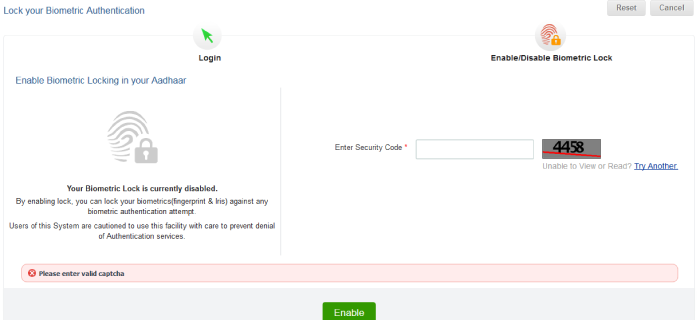 Lock your Biometric Authentication
Reset
Cancel
Login
Enable/Disable Biometric Lock
Enable Biometric Locking in your Aadhaar
Enter Security Code *
4458
Unable to View or Read? Try Another.
Your Biometric Lock is currently disabled.
By enabling lock, you can lock your biometrics(fingerprint & Iris) against any
biometric authentication attempt.
Users of this System are cautioned to use this facility with care to prevent denial
of Authentication services.
Please enter valid captcha
Enable